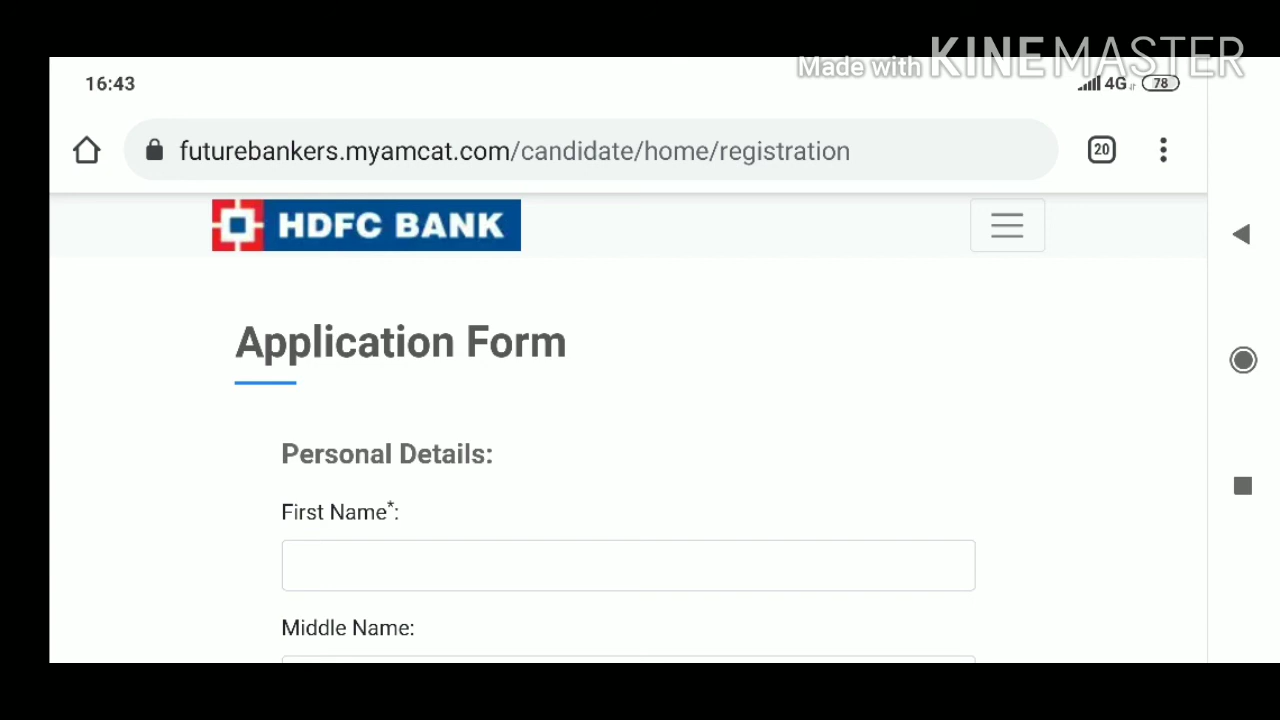 Made with KINEMASTER
16:43
4G 78
futurebankers.myamcat.com/candidate/home/registration
20
HDFC BANK
Application Form
Personal Details:
First Name*:
Middle Name: